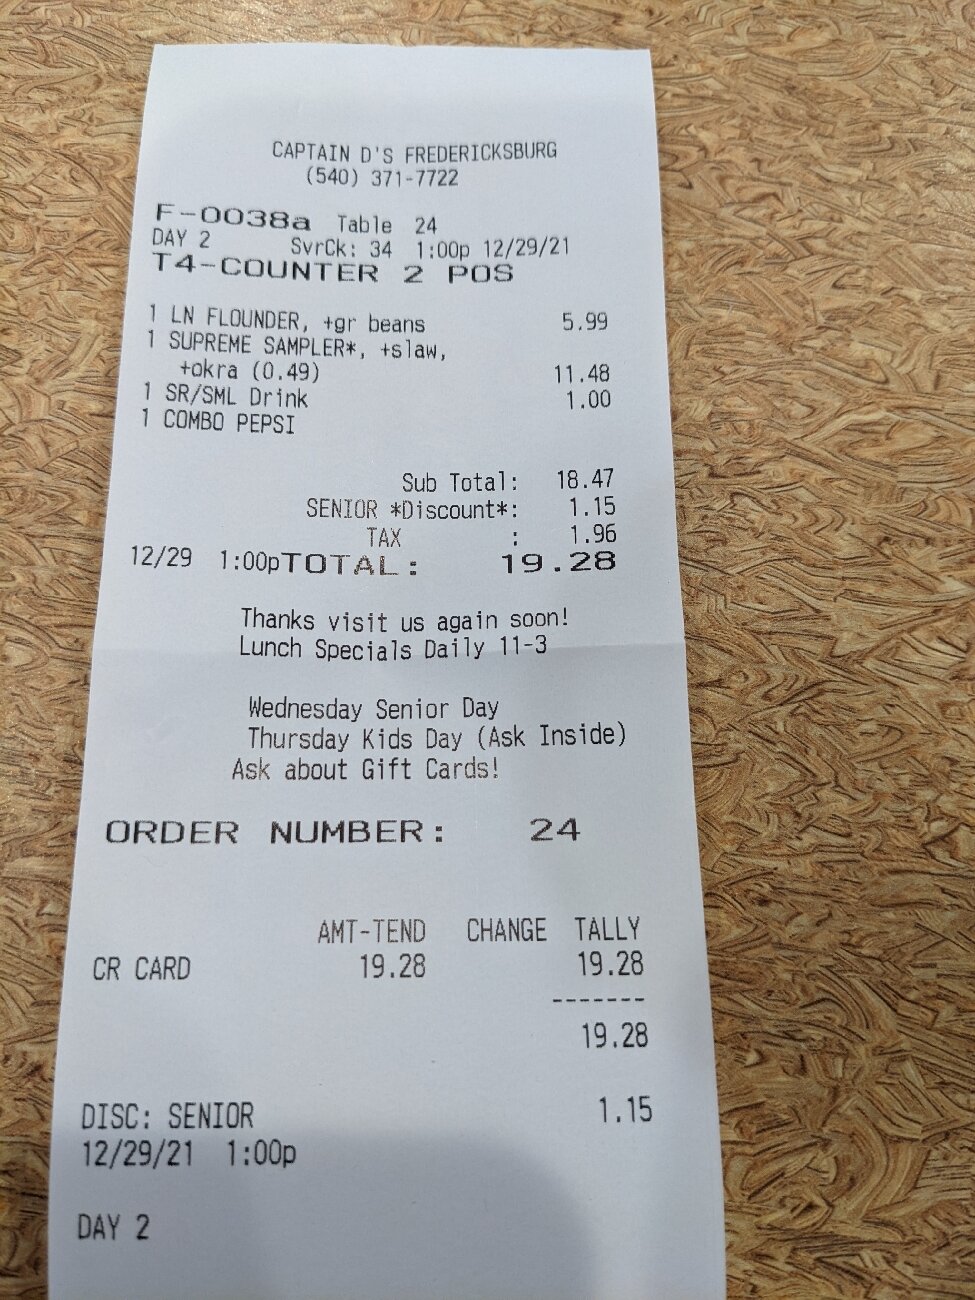 CAPTAIN D'S FREDERICKSBURG
(540) 371-7722
F-0038a Table 24
DAY 2 SvrCk: 34 1:00p 12/29/21
T4-COUNTER 2 POS
1 LN FLOUNDER, +gr beans 5.99
1 SUPREME SAMPLER*, +slaw,
+okra (0.49) 11.48
1 SR/SML Drink 1.00
1 COMBO PEPSI
Sub Total: 18.47
SENIOR *Discount*: 1.15
TAX : 1.96
12/29 1:00pTOTAL: 19.28
Thanks visit us again soon!
Lunch Specials Daily 11-3
Wednesday Senior Day
Thursday Kids Day (Ask Inside)
Ask about Gift Cards!
ORDER NUMBER: 24
AMT-TEND CHANGE TALLY
CR CARD 19.28 19.28
-------
19.28
DISC: SENIOR 1.15
12/29/21 1:00p
DAY 2